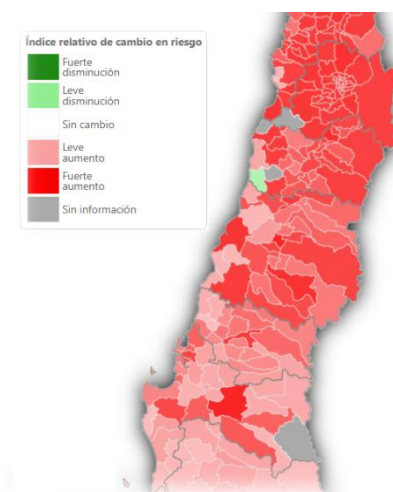 Índice relativo de cambio en riesgo
Fuerte
disminución
Leve
disminución
Sin cambio
Leve
aumento
Fuerte
aumento
Sin información